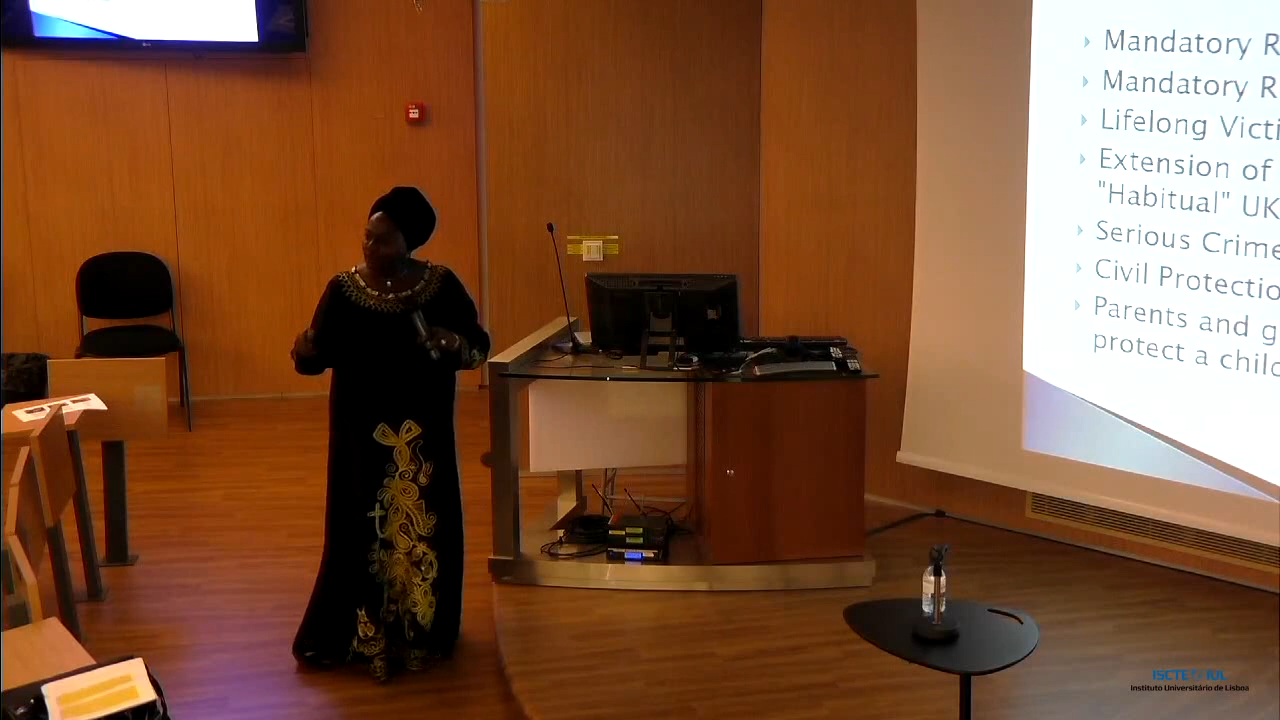 Mandatory R
Mandatory R
Lifelong Victi
Extension of
"Habitual" UK
Serious Crime
Civil Protectio
Parents and g
protect a chilc
ISCTE IUL
Instituto Universitário de Lisboa